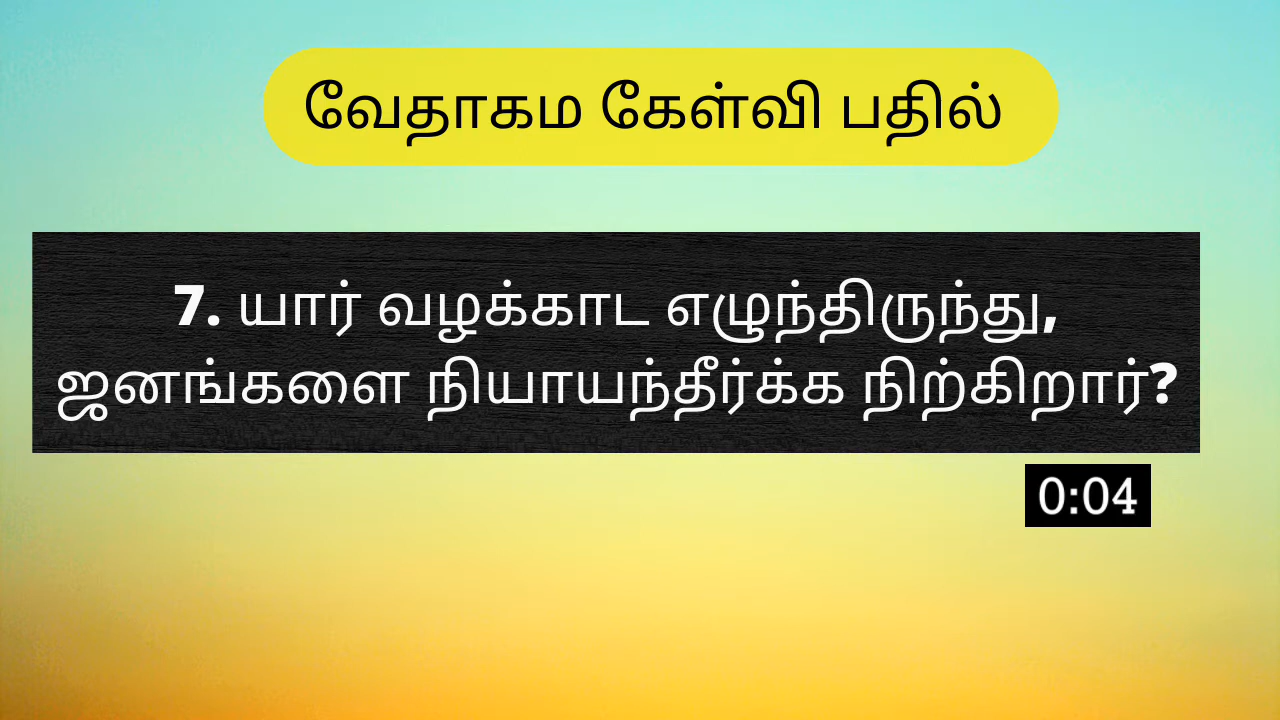 வேதாகம கேள்வி பதில்
7. யார் வழக்காட எழுந்திருந்து,
ஜனங்களை நியாயந்தீர்க்க நிற்கிறார்?
0:04